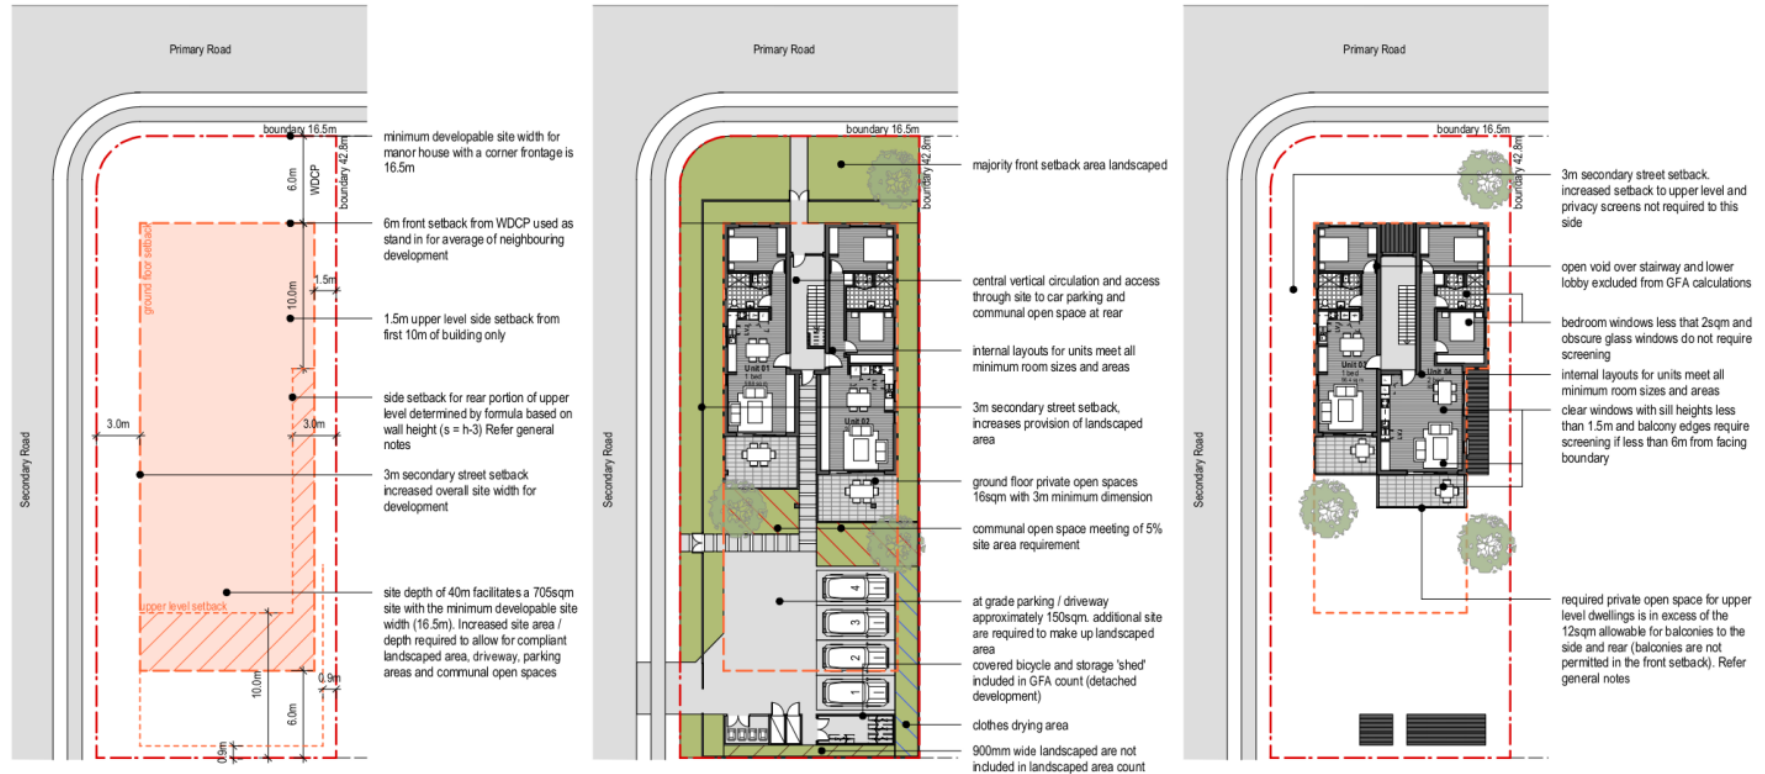 Primary Road
Secondary Road
boundary 16.5m
boundary 42.8m
6.0m
WDCP
ground floor setback
1.5m
10.0m
3.0m
3.0m
upper level setback
10.0m
0.9m
6.0m
0.9m
minimum developable site width for
manor house with a corner frontage is
16.5m
6m front setback from WDCP used as
stand in for average of neighbouring
development
1.5m upper level side setback from
first 10m of building only
side setback for rear portion of upper
level determined by formula based on
wall height (s = h-3) Refer general
notes
3m secondary street setback
increased overall site width for
development
site depth of 40m facilitates a 705sqm
site with the minimum developable site
width (16.5m). Increased site area /
depth required to allow for compliant
landscaped area, driveway, parking
areas and communal open spaces
Primary Road
Secondary Road
boundary 16.5m
boundary 42.8m
Unit 01
1 bed
Unit 02
4
3
2
1
majority front setback area landscaped
central vertical circulation and access
through site to car parking and
communal open space at rear
internal layouts for units meet all
minimum room sizes and areas
3m secondary street setback,
increases provision of landscaped
area
ground floor private open spaces
16sqm with 3m minimum dimension
communal open space meeting of 5%
site area requirement
at grade parking / driveway
approximately 150sqm. additional site
are required to make up landscaped
area
covered bicycle and storage 'shed'
included in GFA count (detached
development)
clothes drying area
900mm wide landscaped are not
included in landscaped area count
Primary Road
Secondary Road
boundary 16.5m
boundary 42.8m
Unit 03
1 bed
Unit 04
3m secondary street setback.
increased setback to upper level and
privacy screens not required to this
side
open void over stairway and lower
lobby excluded from GFA calculations
bedroom windows less that 2sqm and
obscure glass windows do not require
screening
internal layouts for units meet all
minimum room sizes and areas
clear windows with sill heights less
than 1.5m and balcony edges require
screening if less than 6m from facing
boundary
required private open space for upper
level dwellings is in excess of the
12sqm allowable for balconies to the
side and rear (balconies are not
permitted in the front setback). Refer
general notes